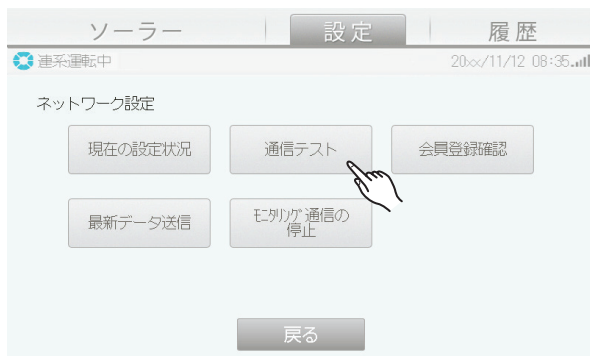 ソーラー 設定 履歴
連系運転中 20xx/11/12 08:35
ネットワーク設定
現在の設定状況 通信テスト 会員登録確認
最新データ送信 ﾓﾆﾀﾘﾝｸﾞ通信の
停止
戻る